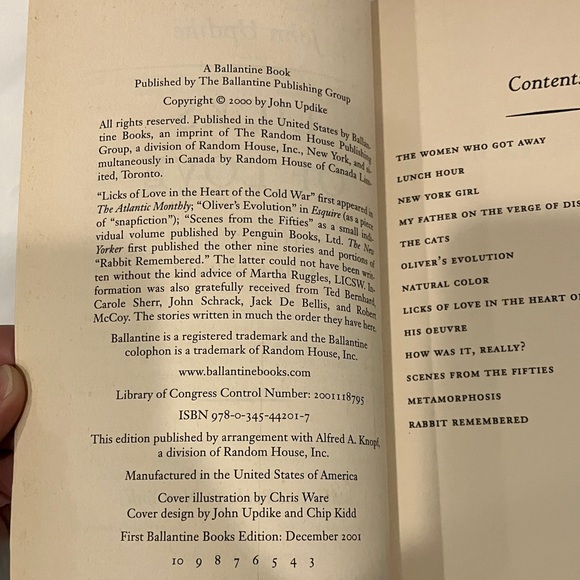 A Ballantine Book
Published by The Ballantine Publishing Group
Copyright © 2000 by John Updike
All rights reserved. Published in the United States by Ballan-
tine Books, an imprint of The Random House Publishing
Group, a division of Random House, Inc., New York, and si-
multaneously in Canada by Random House of Canada Lim-
ited, Toronto.
“Licks of Love in the Heart of the Cold War” first appeared in
The Atlantic Monthly; “Oliver’s Evolution” in Esquire (as a piece
of “snapfiction”); “Scenes from the Fifties” as a small indi-
vidual volume published by Penguin Books, Ltd. The New
Yorker first published the other nine stories and portions of
“Rabbit Remembered.” The latter could not have been writ-
ten without the kind advice of Martha Ruggles, LICSW. In-
formation was also gratefully received from Ted Bernhard,
Carole Sherr, John Schrack, Jack De Bellis, and Robert
McCoy. The stories written in much the order they have here.
Ballantine is a registered trademark and the Ballantine
colophon is a trademark of Random House, Inc.
www.ballantinebooks.com
Library of Congress Control Number: 2001118795
ISBN 978-0-345-44201-7
This edition published by arrangement with Alfred A. Knopf,
a division of Random House, Inc.
Manufactured in the United States of America
Cover illustration by Chris Ware
Cover design by John Updike and Chip Kidd
First Ballantine Books Edition: December 2001
10 9 8 7 6 5 4 3
Contents
THE WOMEN WHO GOT AWAY
LUNCH HOUR
NEW YORK GIRL
MY FATHER ON THE VERGE OF DIS
THE CATS
OLIVER’S EVOLUTION
NATURAL COLOR
LICKS OF LOVE IN THE HEART O
HIS OEUVRE
HOW WAS IT, REALLY?
SCENES FROM THE FIFTIES
METAMORPHOSIS
RABBIT REMEMBERED